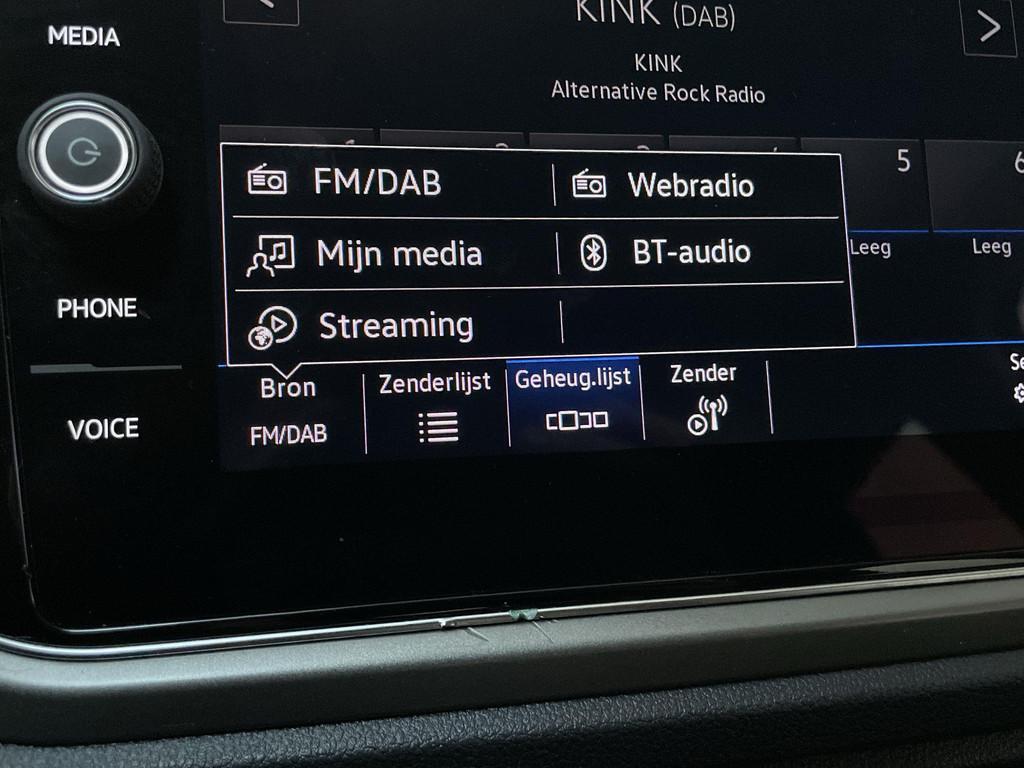 MEDIA
KINK (DAB)
KINK
Alternative Rock Radio
5
6
FM/DAB
Webradio
Leeg
Leeg
Mijn media
BT-audio
PHONE
Streaming
Bron
Zenderlijst
Geheug.lijst
Zender
FM/DAB
VOICE